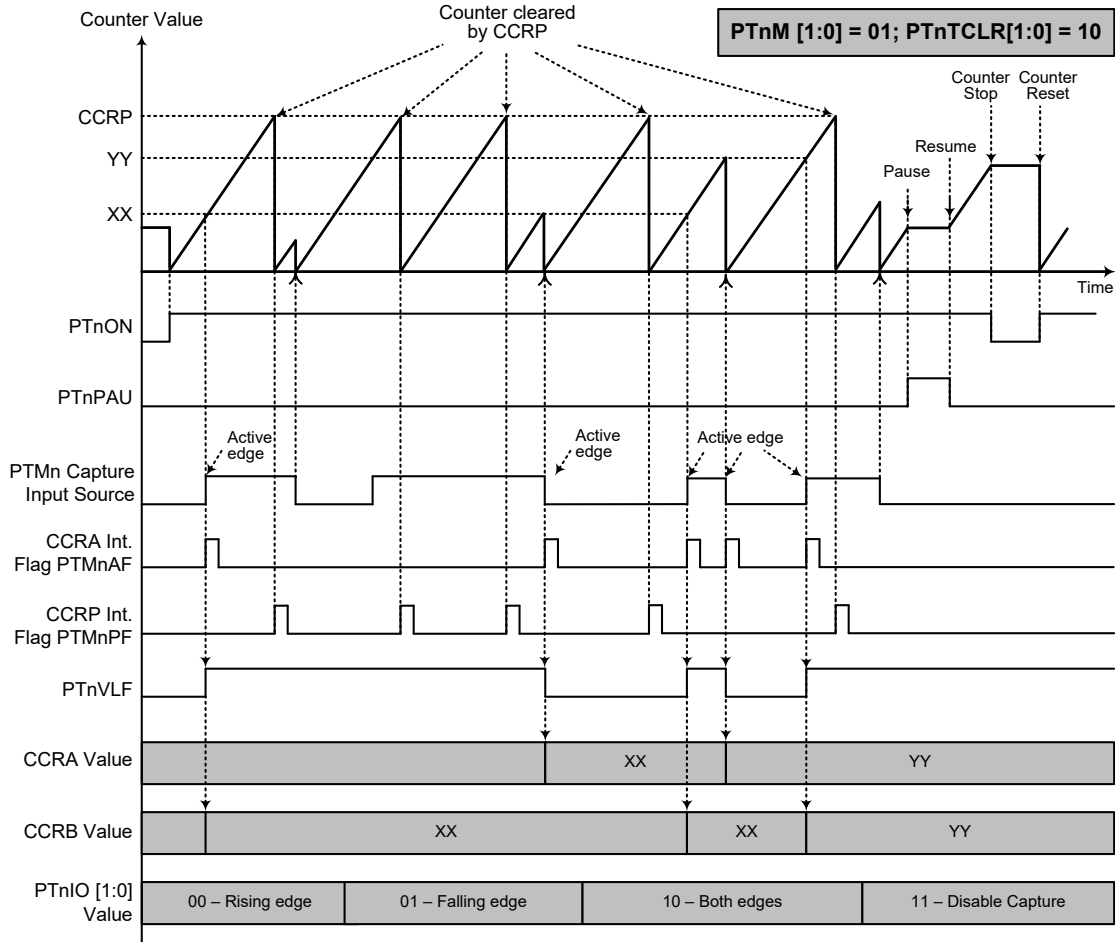 Counter Value
Counter cleared
by CCRP
PTnM [1:0] = 01; PTnTCLR[1:0] = 10
Counter
Stop
Counter
Reset
CCRP
YY
XX
Pause
Resume
Time
PTnON
PTnPAU
PTMn Capture
Input Source
Active
edge
Active
edge
Active edge
CCRA Int.
Flag PTMnAF
CCRP Int.
Flag PTMnPF
PTnVLF
CCRA Value
XX
YY
CCRB Value
XX
XX
YY
PTnIO [1:0]
Value
00 – Rising edge
01 – Falling edge
10 – Both edges
11 – Disable Capture